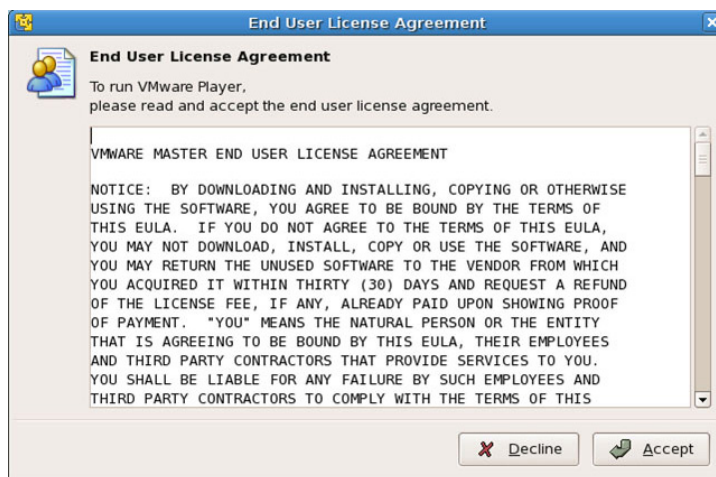 End User License Agreement
End User License Agreement
To run VMware Player,
please read and accept the end user license agreement.
VMWARE MASTER END USER LICENSE AGREEMENT
NOTICE: BY DOWNLOADING AND INSTALLING, COPYING OR OTHERWISE
USING THE SOFTWARE, YOU AGREE TO BE BOUND BY THE TERMS OF
THIS EULA. IF YOU DO NOT AGREE TO THE TERMS OF THIS EULA,
YOU MAY NOT DOWNLOAD, INSTALL, COPY OR USE THE SOFTWARE, AND
YOU MAY RETURN THE UNUSED SOFTWARE TO THE VENDOR FROM WHICH
YOU ACQUIRED IT WITHIN THIRTY (30) DAYS AND REQUEST A REFUND
OF THE LICENSE FEE, IF ANY, ALREADY PAID UPON SHOWING PROOF
OF PAYMENT. "YOU" MEANS THE NATURAL PERSON OR THE ENTITY
THAT IS AGREEING TO BE BOUND BY THIS EULA, THEIR EMPLOYEES
AND THIRD PARTY CONTRACTORS THAT PROVIDE SERVICES TO YOU.
YOU SHALL BE LIABLE FOR ANY FAILURE BY SUCH EMPLOYEES AND
THIRD PARTY CONTRACTORS TO COMPLY WITH THE TERMS OF THIS
Decline
Accept